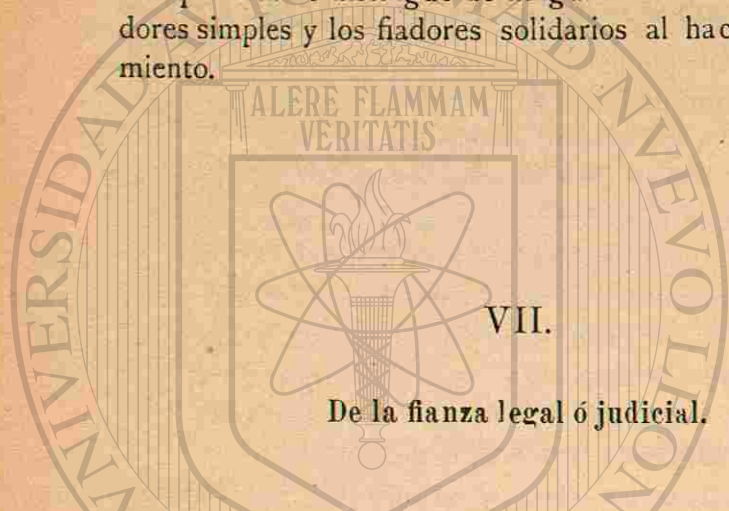 dores simples y los fiadores solidarios al hac
miento.
ALERE FLAMMAM
VERITATIS
VII.
De la fianza legal ó judicial.